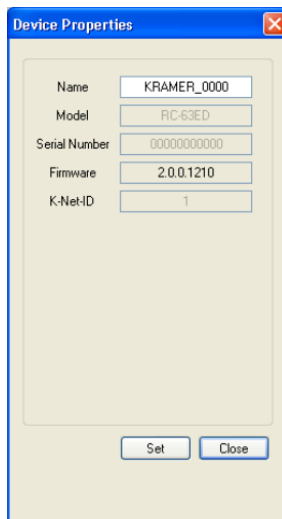 Device Properties
Name KRAMER_0000
Model RC-63ED
Serial Number 00000000000
Firmware 2.0.0.1210
K-Net-ID 1
Set Close